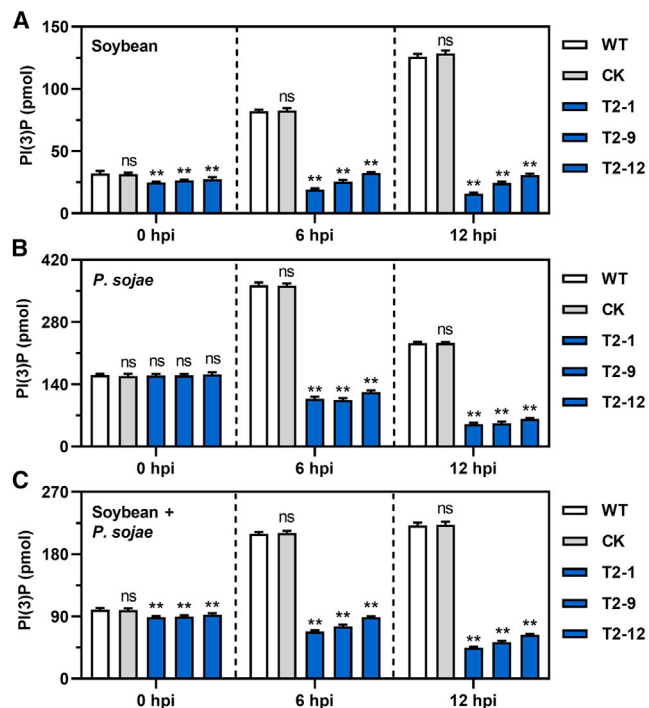 A
Soybean
PI(3)P (pmol)
150
100
50
0
ns ** ** **
ns ** ** **
ns ** ** **
0 hpi 6 hpi 12 hpi
WT
CK
T2-1
T2-9
T2-12
B
P. sojae
PI(3)P (pmol)
420
280
140
0
ns ns ns ns
ns ** ** **
ns ** ** **
0 hpi 6 hpi 12 hpi
WT
CK
T2-1
T2-9
T2-12
C
Soybean +
P. sojae
PI(3)P (pmol)
270
180
90
0
ns ** ** **
ns ** ** **
ns ** ** **
0 hpi 6 hpi 12 hpi
WT
CK
T2-1
T2-9
T2-12